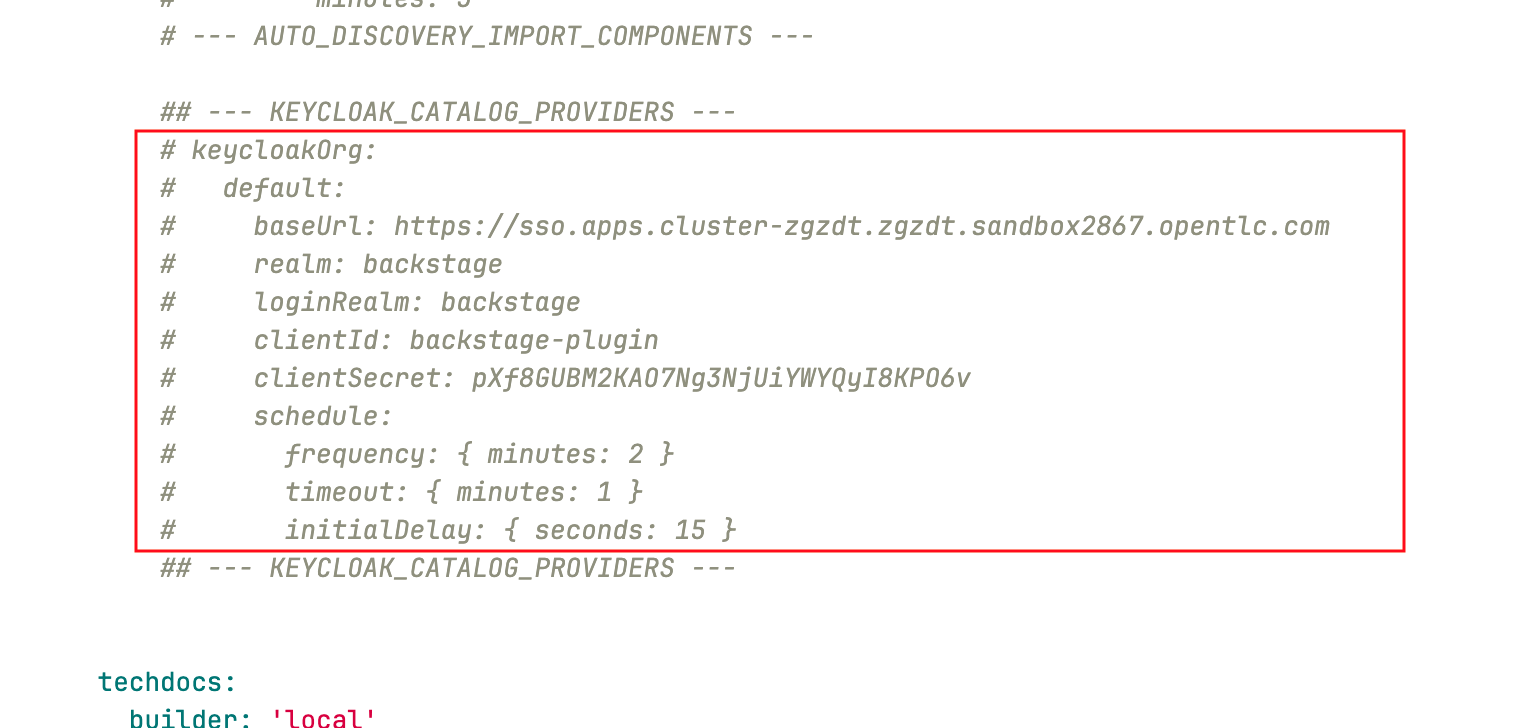 #         minutes: 5
# --- AUTO_DISCOVERY_IMPORT_COMPONENTS ---
## --- KEYCLOAK_CATALOG_PROVIDERS ---
# keycloakOrg:
#   default:
#     baseUrl: https://sso.apps.cluster-zgzdt.zgzdt.sandbox2867.opentlc.com
#     realm: backstage
#     loginRealm: backstage
#     clientId: backstage-plugin
#     clientSecret: pXf8GUBM2KAO7Ng3NjUiYWYQyI8KPO6v
#     schedule:
#       frequency: { minutes: 2 }
#       timeout: { minutes: 1 }
#       initialDelay: { seconds: 15 }
## --- KEYCLOAK_CATALOG_PROVIDERS ---
techdocs:
  builder: 'local'